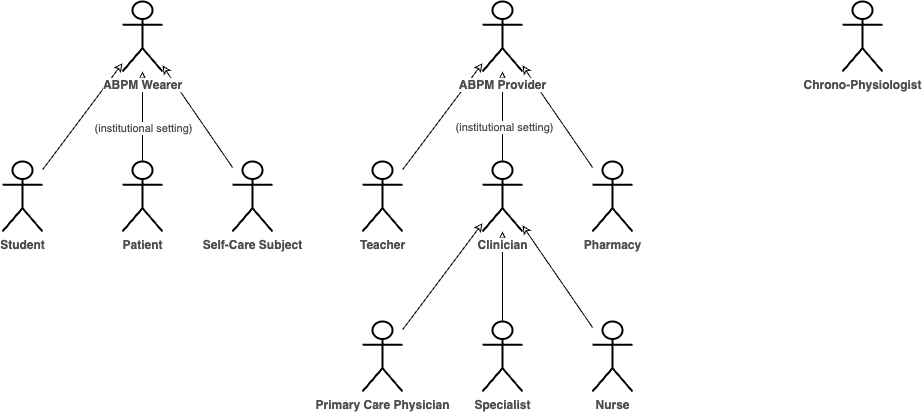 ABPM Wearer
ABPM Provider
Chrono-Physiologist
(institutional setting)
(institutional setting)
Student
Patient
Self-Care Subject
Teacher
Clinician
Pharmacy
Primary Care Physician
Specialist
Nurse